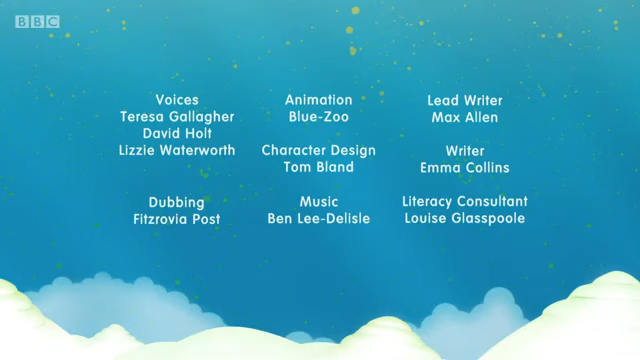 BBC
Voices
Teresa Gallagher
David Holt
Lizzie Waterworth
Dubbing
Fitzrovia Post
Animation
Blue-Zoo
Character Design
Tom Bland
Music
Ben Lee-Delisle
Lead Writer
Max Allen
Writer
Emma Collins
Literacy Consultant
Louise Glasspoole